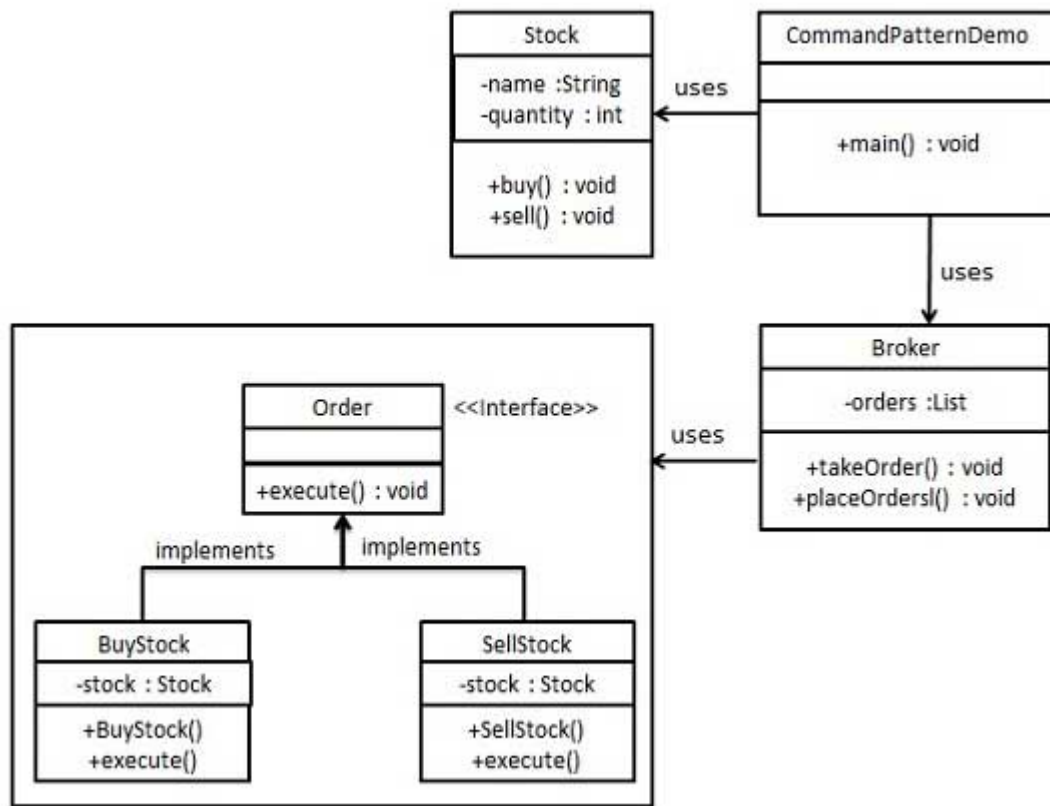 Stock
-name :String
-quantity : int
+buy() : void
+sell() : void
uses
CommandPatternDemo
+main() : void
uses
Broker
-orders :List
+takeOrder() : void
+placeOrdersl() : void
uses
Order
<<Interface>>
+execute() : void
implements
implements
BuyStock
-stock : Stock
+BuyStock()
+execute()
SellStock
-stock : Stock
+SellStock()
+execute()